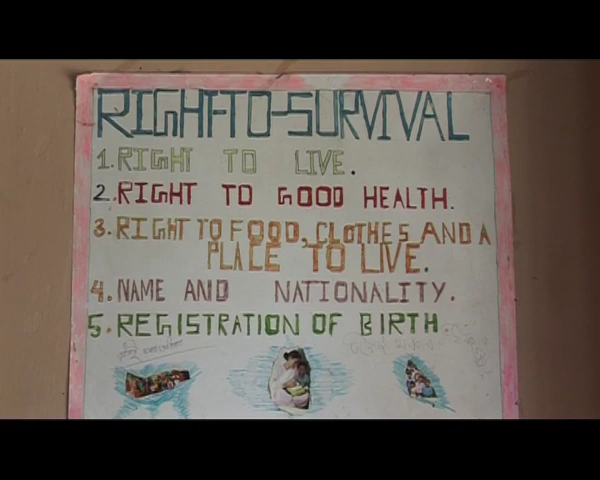 RIGHT-TO-SURVIVAL
1. RIGHT TO LIVE.
2. RIGHT TO GOOD HEALTH.
3. RIGHT TO FOOD, CLOTHES AND A
PLACE TO LIVE.
4. NAME AND NATIONALITY.
5. REGISTRATION OF BIRTH.